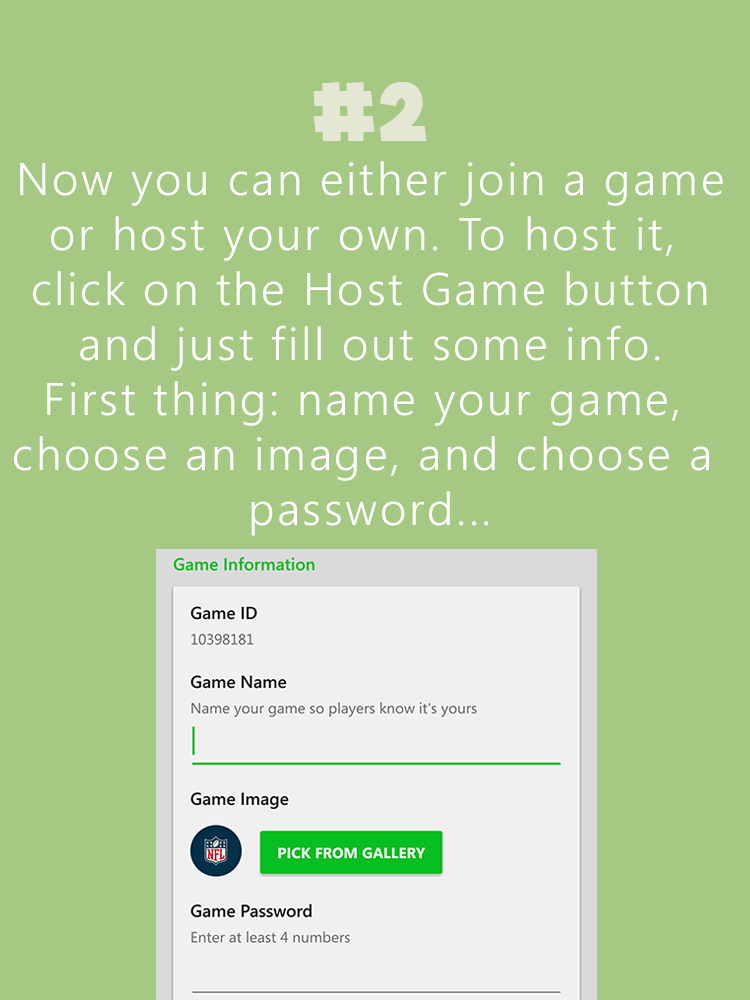 #2
Now you can either join a game
or host your own. To host it,
click on the Host Game button
and just fill out some info.
First thing: name your game,
choose an image, and choose a
password...
Game Information
Game ID
10398181
Game Name
Name your game so players know it's yours
Game Image
NFL
PICK FROM GALLERY
Game Password
Enter at least 4 numbers